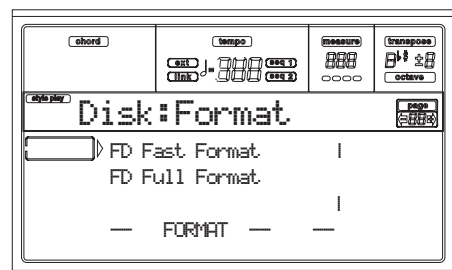 chord tempo measure transpose
ext seq 1
link seq 2
octave
style play Disk:Format page
FD Fast Format
FD Full Format
FORMAT